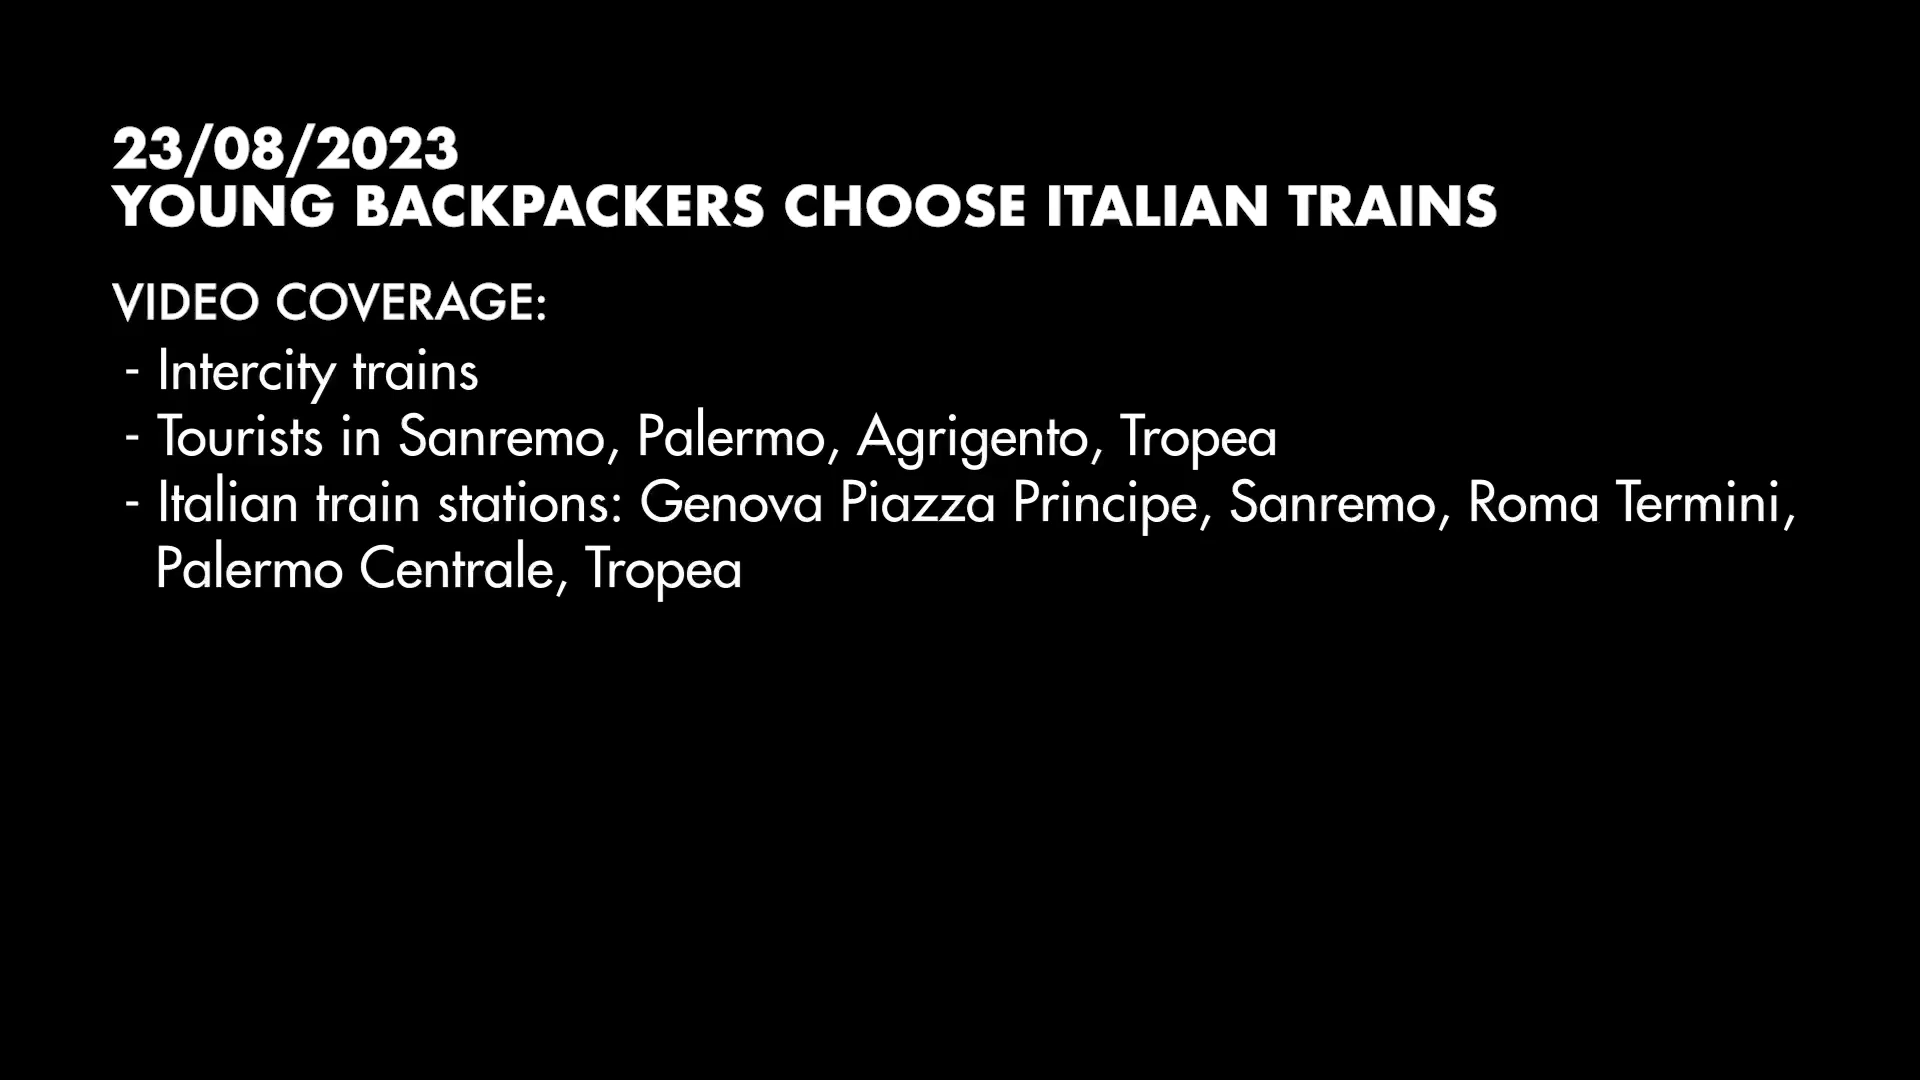 23/08/2023
YOUNG BACKPACKERS CHOOSE ITALIAN TRAINS
VIDEO COVERAGE:
- Intercity trains
- Tourists in Sanremo, Palermo, Agrigento, Tropea
- Italian train stations: Genova Piazza Principe, Sanremo, Roma Termini,
Palermo Centrale, Tropea